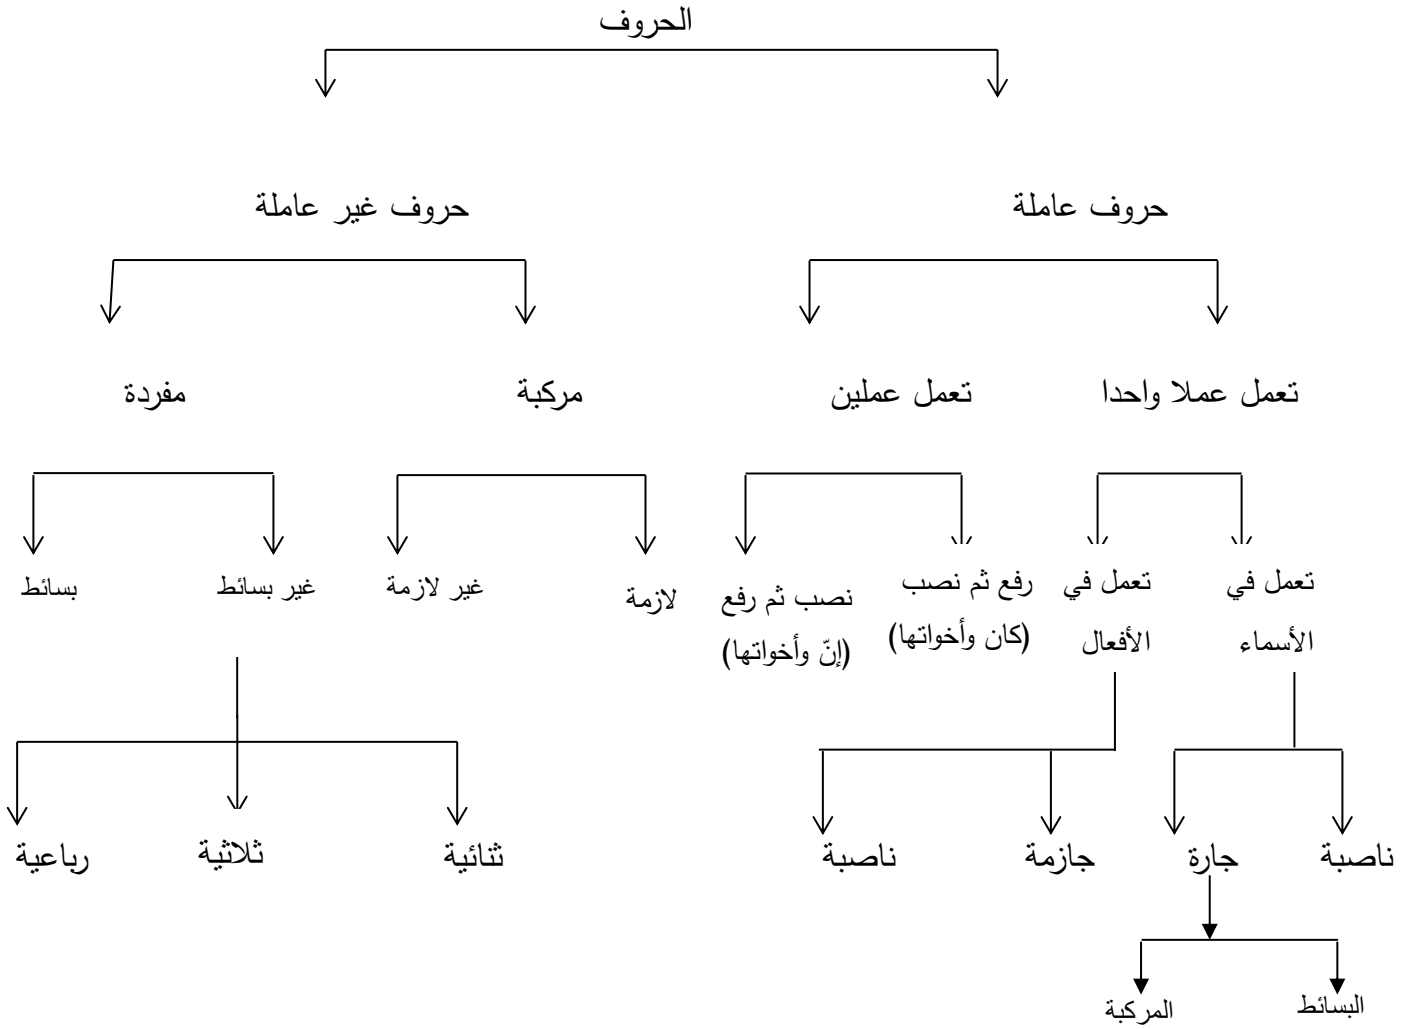 الحروف
حروف عاملة
حروف غير عاملة
تعمل عملا واحدا
تعمل عملين
مركبة
مفردة
تعمل في
الأسماء
تعمل في
الأفعال
رفع ثم نصب
(كان وأخواتها)
نصب ثم رفع
(إنّ وأخواتها)
لازمة
غير لازمة
غير بسائط
بسائط
ناصبة
جارة
جازمة
ناصبة
ثنائية
ثلاثية
رباعية
البسائط
المركبة